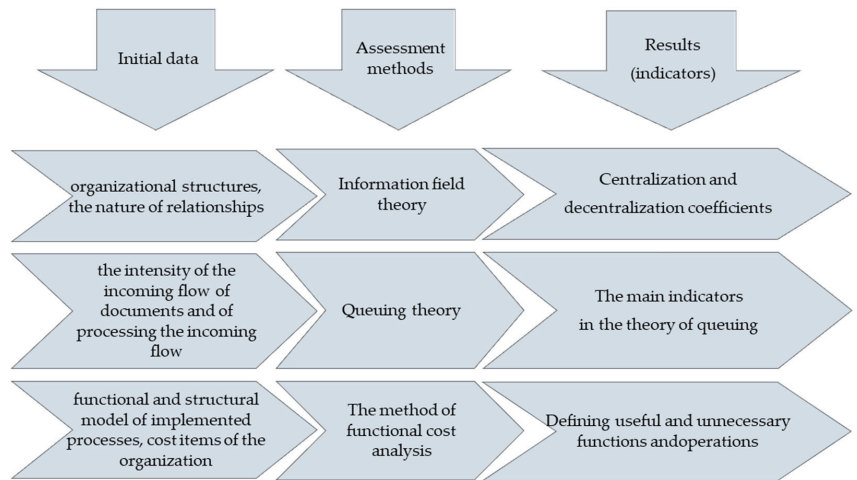 Initial data
Assessment
methods
Results
(indicators)
organizational structures,
the nature of relationships
Information field
theory
Centralization and
decentralization coefficients
the intensity of the
incoming flow of
documents and of
processing the incoming
flow
Queuing theory
The main indicators
in the theory of queuing
functional and structural
model of implemented
processes, cost items of the
organization
The method of
functional cost
analysis
Defining useful and unnecessary
functions andoperations